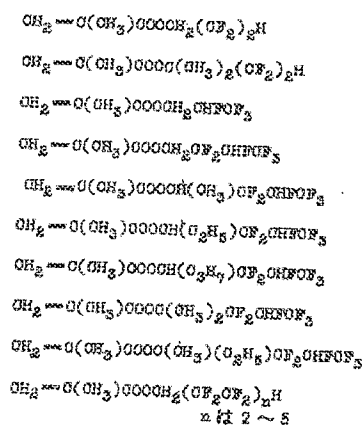 CH₂=C(CH₃)COOCH₂(CF₂)₂H
CH₂=C(CH₃)COOC(CH₃)₂(CF₂)₂H
CH₂=C(CH₃)COOCH₂CHFCF₃
CH₂=C(CH₃)COOCH₂CF₂CHFCF₃
CH₂=C(CH₃)COOCH(CH₃)CF₂CHFCF₃
CH₂=C(CH₃)COOCH(C₂H₅)CF₂CHFCF₃
CH₂=C(CH₃)COOCH(C₃H₇)CF₂CHFCF₃
CH₂=C(CH₃)COOC(CH₃)₂CF₂CHFCF₃
CH₂=C(CH₃)COOC(CH₃)(C₂H₅)CF₂CHFCF₃
CH₂=C(CH₃)COOCH₂(CF₂CF₂)ₙH
nは2～5